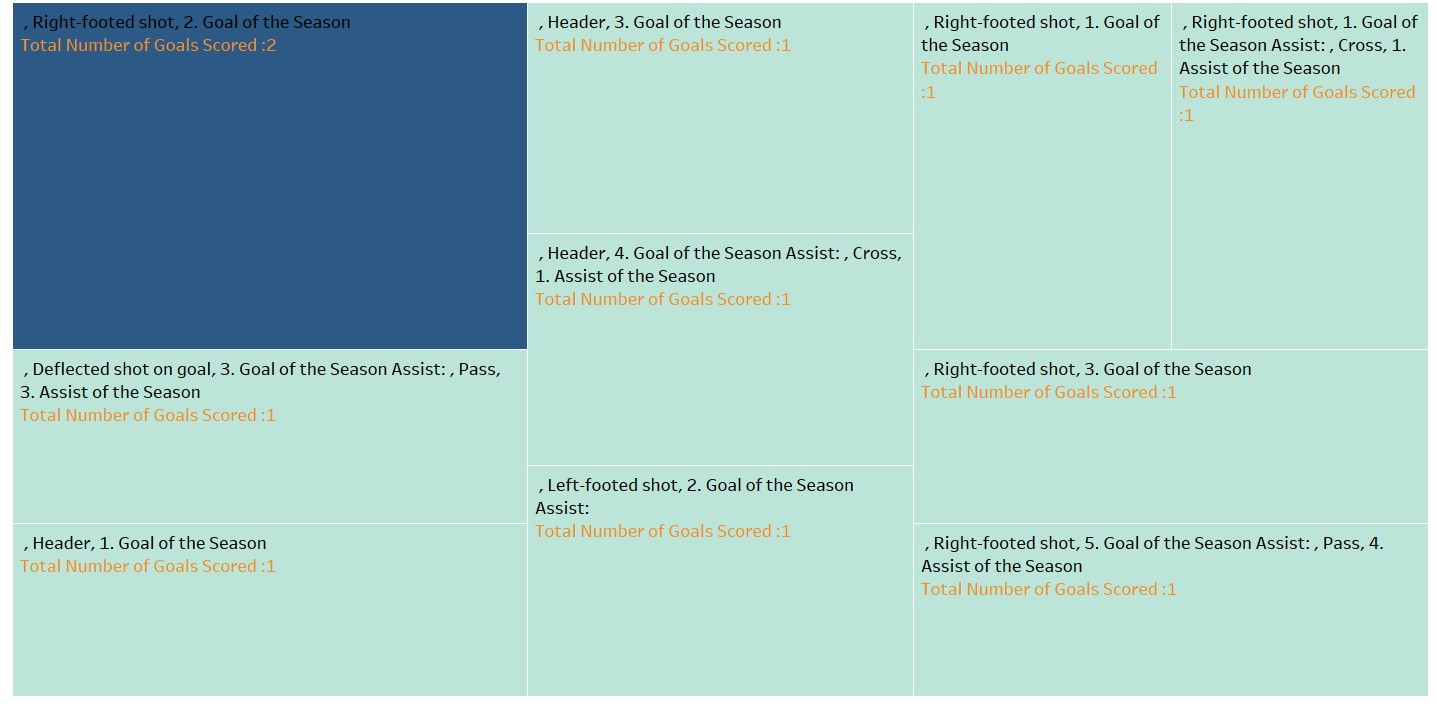 , Right-footed shot, 2. Goal of the Season
Total Number of Goals Scored :2
, Deflected shot on goal, 3. Goal of the Season Assist: , Pass,
3. Assist of the Season
Total Number of Goals Scored :1
, Header, 1. Goal of the Season
Total Number of Goals Scored :1
, Header, 3. Goal of the Season
Total Number of Goals Scored :1
, Header, 4. Goal of the Season Assist: , Cross,
1. Assist of the Season
Total Number of Goals Scored :1
, Left-footed shot, 2. Goal of the Season
Assist:
Total Number of Goals Scored :1
, Right-footed shot, 1. Goal of
the Season
Total Number of Goals Scored
:1
, Right-footed shot, 1. Goal of
the Season Assist: , Cross, 1.
Assist of the Season
Total Number of Goals Scored
:1
, Right-footed shot, 3. Goal of the Season
Total Number of Goals Scored :1
, Right-footed shot, 5. Goal of the Season Assist: , Pass, 4.
Assist of the Season
Total Number of Goals Scored :1